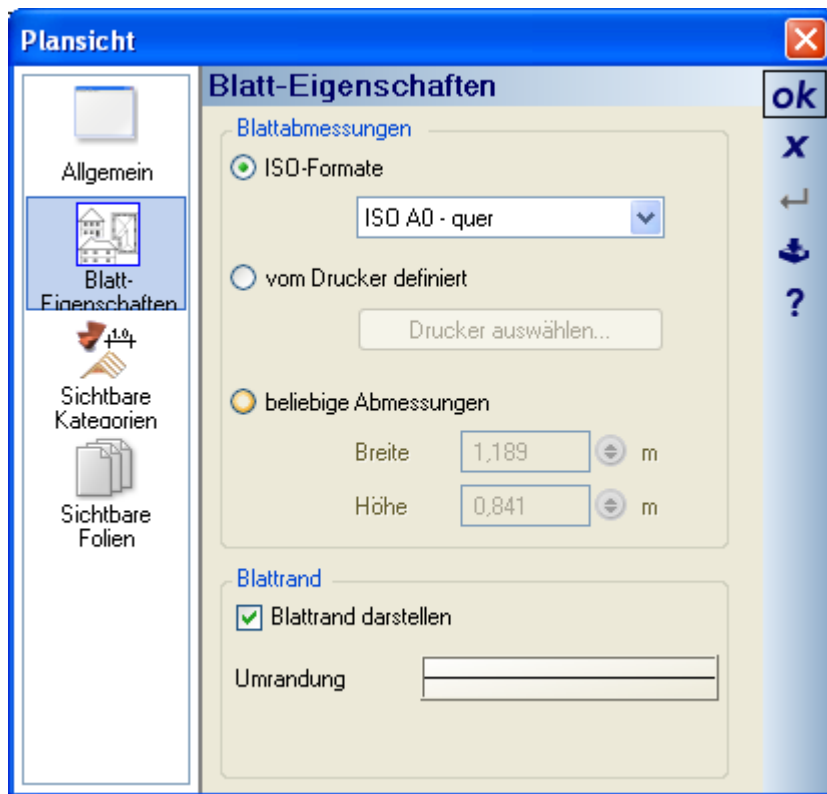 Plansicht
Allgemein
Blatt-
Eigenschaften
1.0
Sichtbare
Kategorien
Sichtbare
Folien
Blatt-Eigenschaften
Blattabmessungen
ISO-Formate
ISO A0 - quer
vom Drucker definiert
Drucker auswählen...
beliebige Abmessungen
Breite 1,189 m
Höhe 0,841 m
Blattrand
Blattrand darstellen
Umrandung
ok
x
?